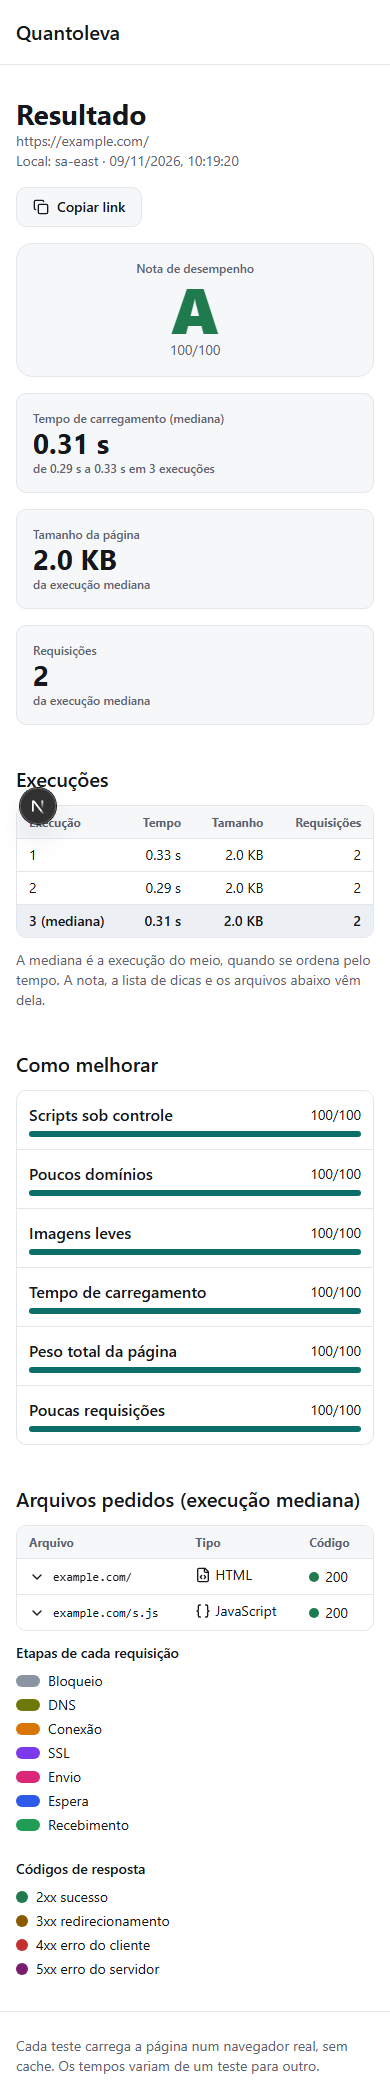 Quantoleva
Resultado
https://example.com/
Local: sa-east · 09/11/2026, 10:19:20
Copiar link
Nota de desempenho
A
100/100
Tempo de carregamento (mediana)
0.31 s
de 0.29 s a 0.33 s em 3 execuções
Tamanho da página
2.0 KB
da execução mediana
Requisições
2
da execução mediana
Execuções
N
Execução Tempo Tamanho Requisições
1 0.33 s 2.0 KB 2
2 0.29 s 2.0 KB 2
3 (mediana) 0.31 s 2.0 KB 2
A mediana é a execução do meio, quando se ordena pelo
tempo. A nota, a lista de dicas e os arquivos abaixo vêm
dela.
Como melhorar
Scripts sob controle 100/100
Poucos domínios 100/100
Imagens leves 100/100
Tempo de carregamento 100/100
Peso total da página 100/100
Poucas requisições 100/100
Arquivos pedidos (execução mediana)
Arquivo Tipo Código
example.com/ HTML 200
example.com/s.js JavaScript 200
Etapas de cada requisição
Bloqueio
DNS
Conexão
SSL
Envio
Espera
Recebimento
Códigos de resposta
2xx sucesso
3xx redirecionamento
4xx erro do cliente
5xx erro do servidor
Cada teste carrega a página num navegador real, sem
cache. Os tempos variam de um teste para outro.